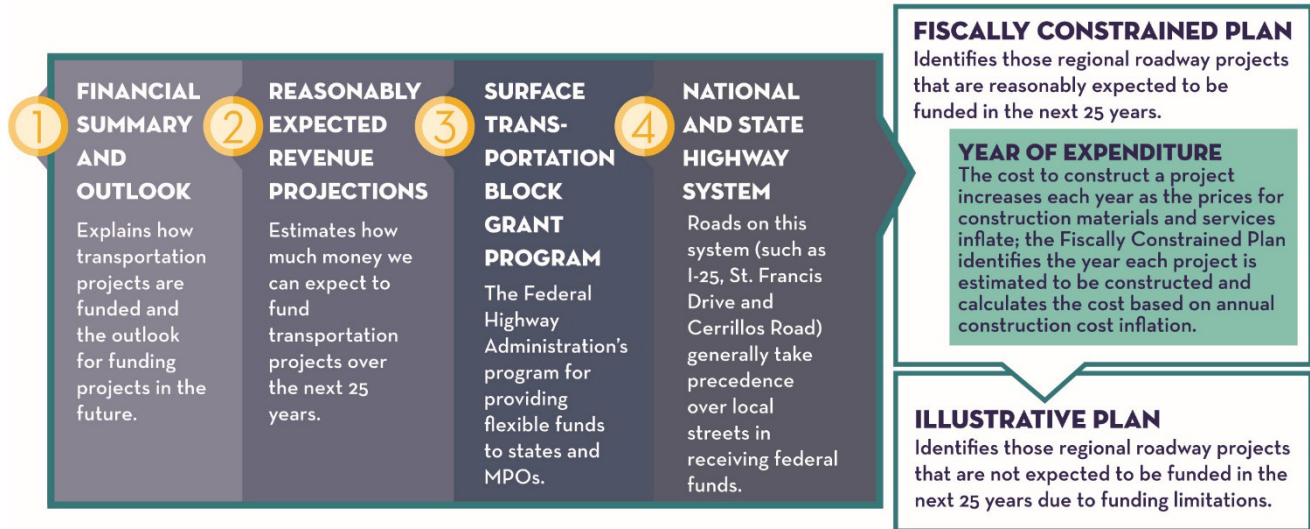 1
FINANCIAL
SUMMARY
AND
OUTLOOK
Explains how
transportation
projects are
funded and
the outlook
for funding
projects in the
future.
2
REASONABLY
EXPECTED
REVENUE
PROJECTIONS
Estimates how
much money we
can expect to
fund
transportation
projects over
the next 25
years.
3
SURFACE
TRANS-
PORTATION
BLOCK
GRANT
PROGRAM
The Federal
Highway
Administration's
program for
providing
flexible funds
to states and
MPOs.
4
NATIONAL
AND STATE
HIGHWAY
SYSTEM
Roads on this
system (such as
I-25, St. Francis
Drive and
Cerrillos Road)
generally take
precedence
over local
streets in
receiving federal
funds.
FISCALLY CONSTRAINED PLAN
Identifies those regional roadway projects
that are reasonably expected to be
funded in the next 25 years.
YEAR OF EXPENDITURE
The cost to construct a project
increases each year as the prices for
construction materials and services
inflate; the Fiscally Constrained Plan
identifies the year each project is
estimated to be constructed and
calculates the cost based on annual
construction cost inflation.
ILLUSTRATIVE PLAN
Identifies those regional roadway projects
that are not expected to be funded in the
next 25 years due to funding limitations.